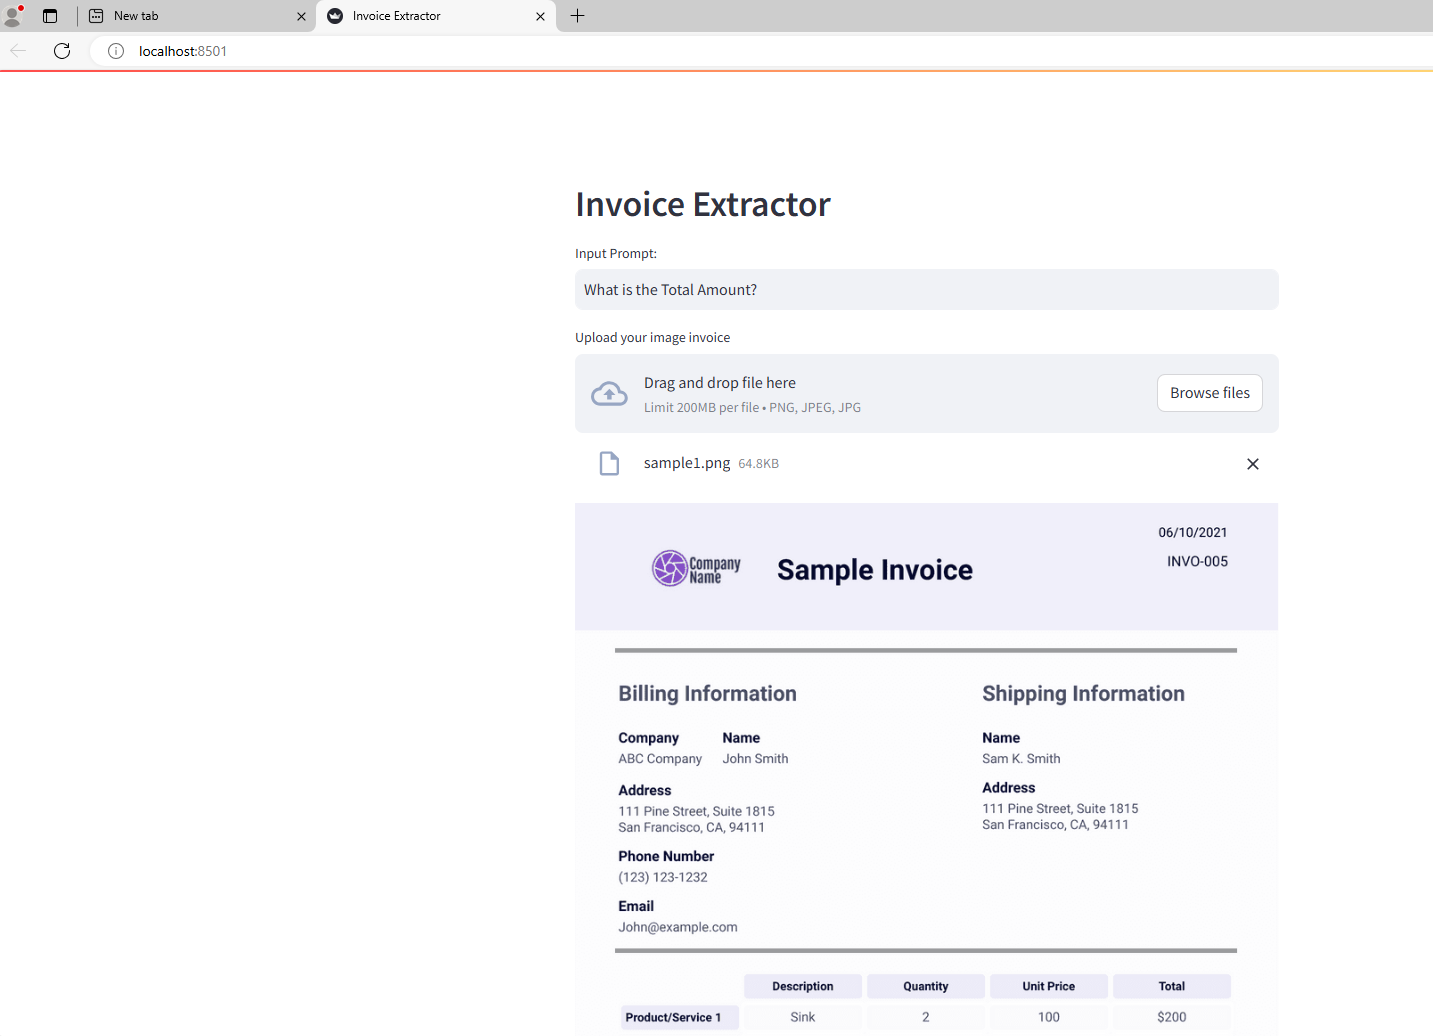 New tab
Invoice Extractor
localhost:8501
Invoice Extractor
Input Prompt:
What is the Total Amount?
Upload your image invoice
Drag and drop file here
Limit 200MB per file • PNG, JPEG, JPG
Browse files
sample1.png 64.8KB
06/10/2021
INVO-005
Company Name
Sample Invoice
Billing Information
Company Name
ABC Company John Smith
Address
111 Pine Street, Suite 1815
San Francisco, CA, 94111
Phone Number
(123) 123-1232
Email
John@example.com
Shipping Information
Name
Sam K. Smith
Address
111 Pine Street, Suite 1815
San Francisco, CA, 94111
Description Quantity Unit Price Total
Product/Service 1 Sink 2 100 $200